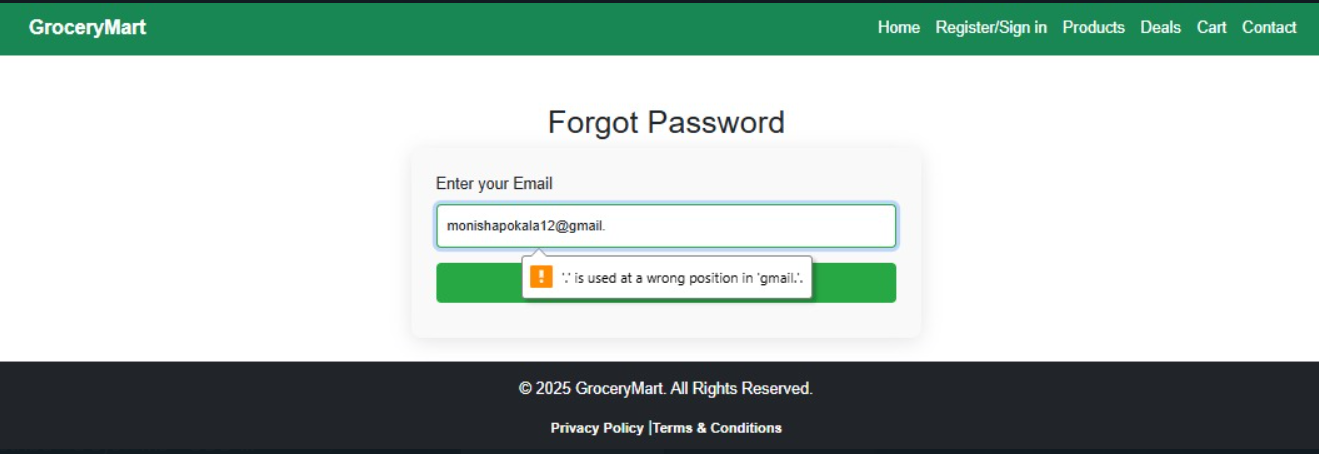 GroceryMart
Home Register/Sign in Products Deals Cart Contact
Forgot Password
Enter your Email
monishapokala12@gmail.
! '.' is used at a wrong position in 'gmail.'.
© 2025 GroceryMart. All Rights Reserved.
Privacy Policy |Terms & Conditions